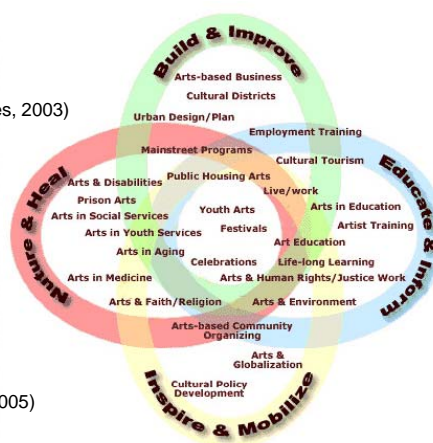 Build & Improve
Arts-based Business
Cultural Districts
es, 2003)
Urban Design/Plan
Employment Training
Mainstreet Programs
Cultural Tourism
Nuture & Heal
Educate & Inform
Public Housing Arts
Arts & Disabilities
Live/work
Prison Arts
Youth Arts
Arts in Education
Arts in Social Services
Festivals
Artist Training
Arts in Youth Services
Art Education
Arts in Aging
Celebrations
Life-long Learning
Arts in Medicine
Arts & Human Rights/Justice Work
Arts & Faith/Religion
Arts & Environment
Arts-based Community
Organizing
Arts &
Globalization
Cultural Policy
Development
005)
Inspire & Mobilize